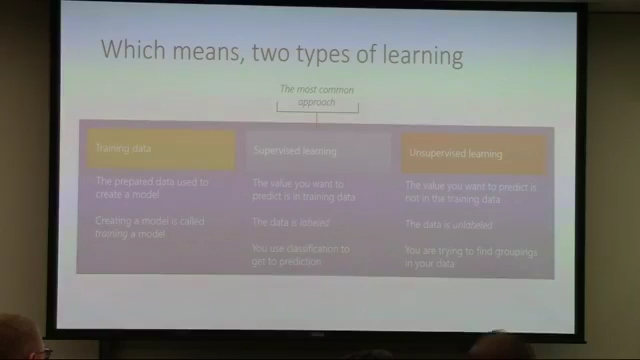 Which means, two types of learning
The most common
approach
Training data
The prepared data used to
create a model
Creating a model is called
training a model
Supervised learning
The value you want to
predict is in training data
The data is labeled
You use classification to
get to prediction
Unsupervised learning
The value you want to predict is
not in the training data
The data is unlabeled
You are trying to find groupings
in your data